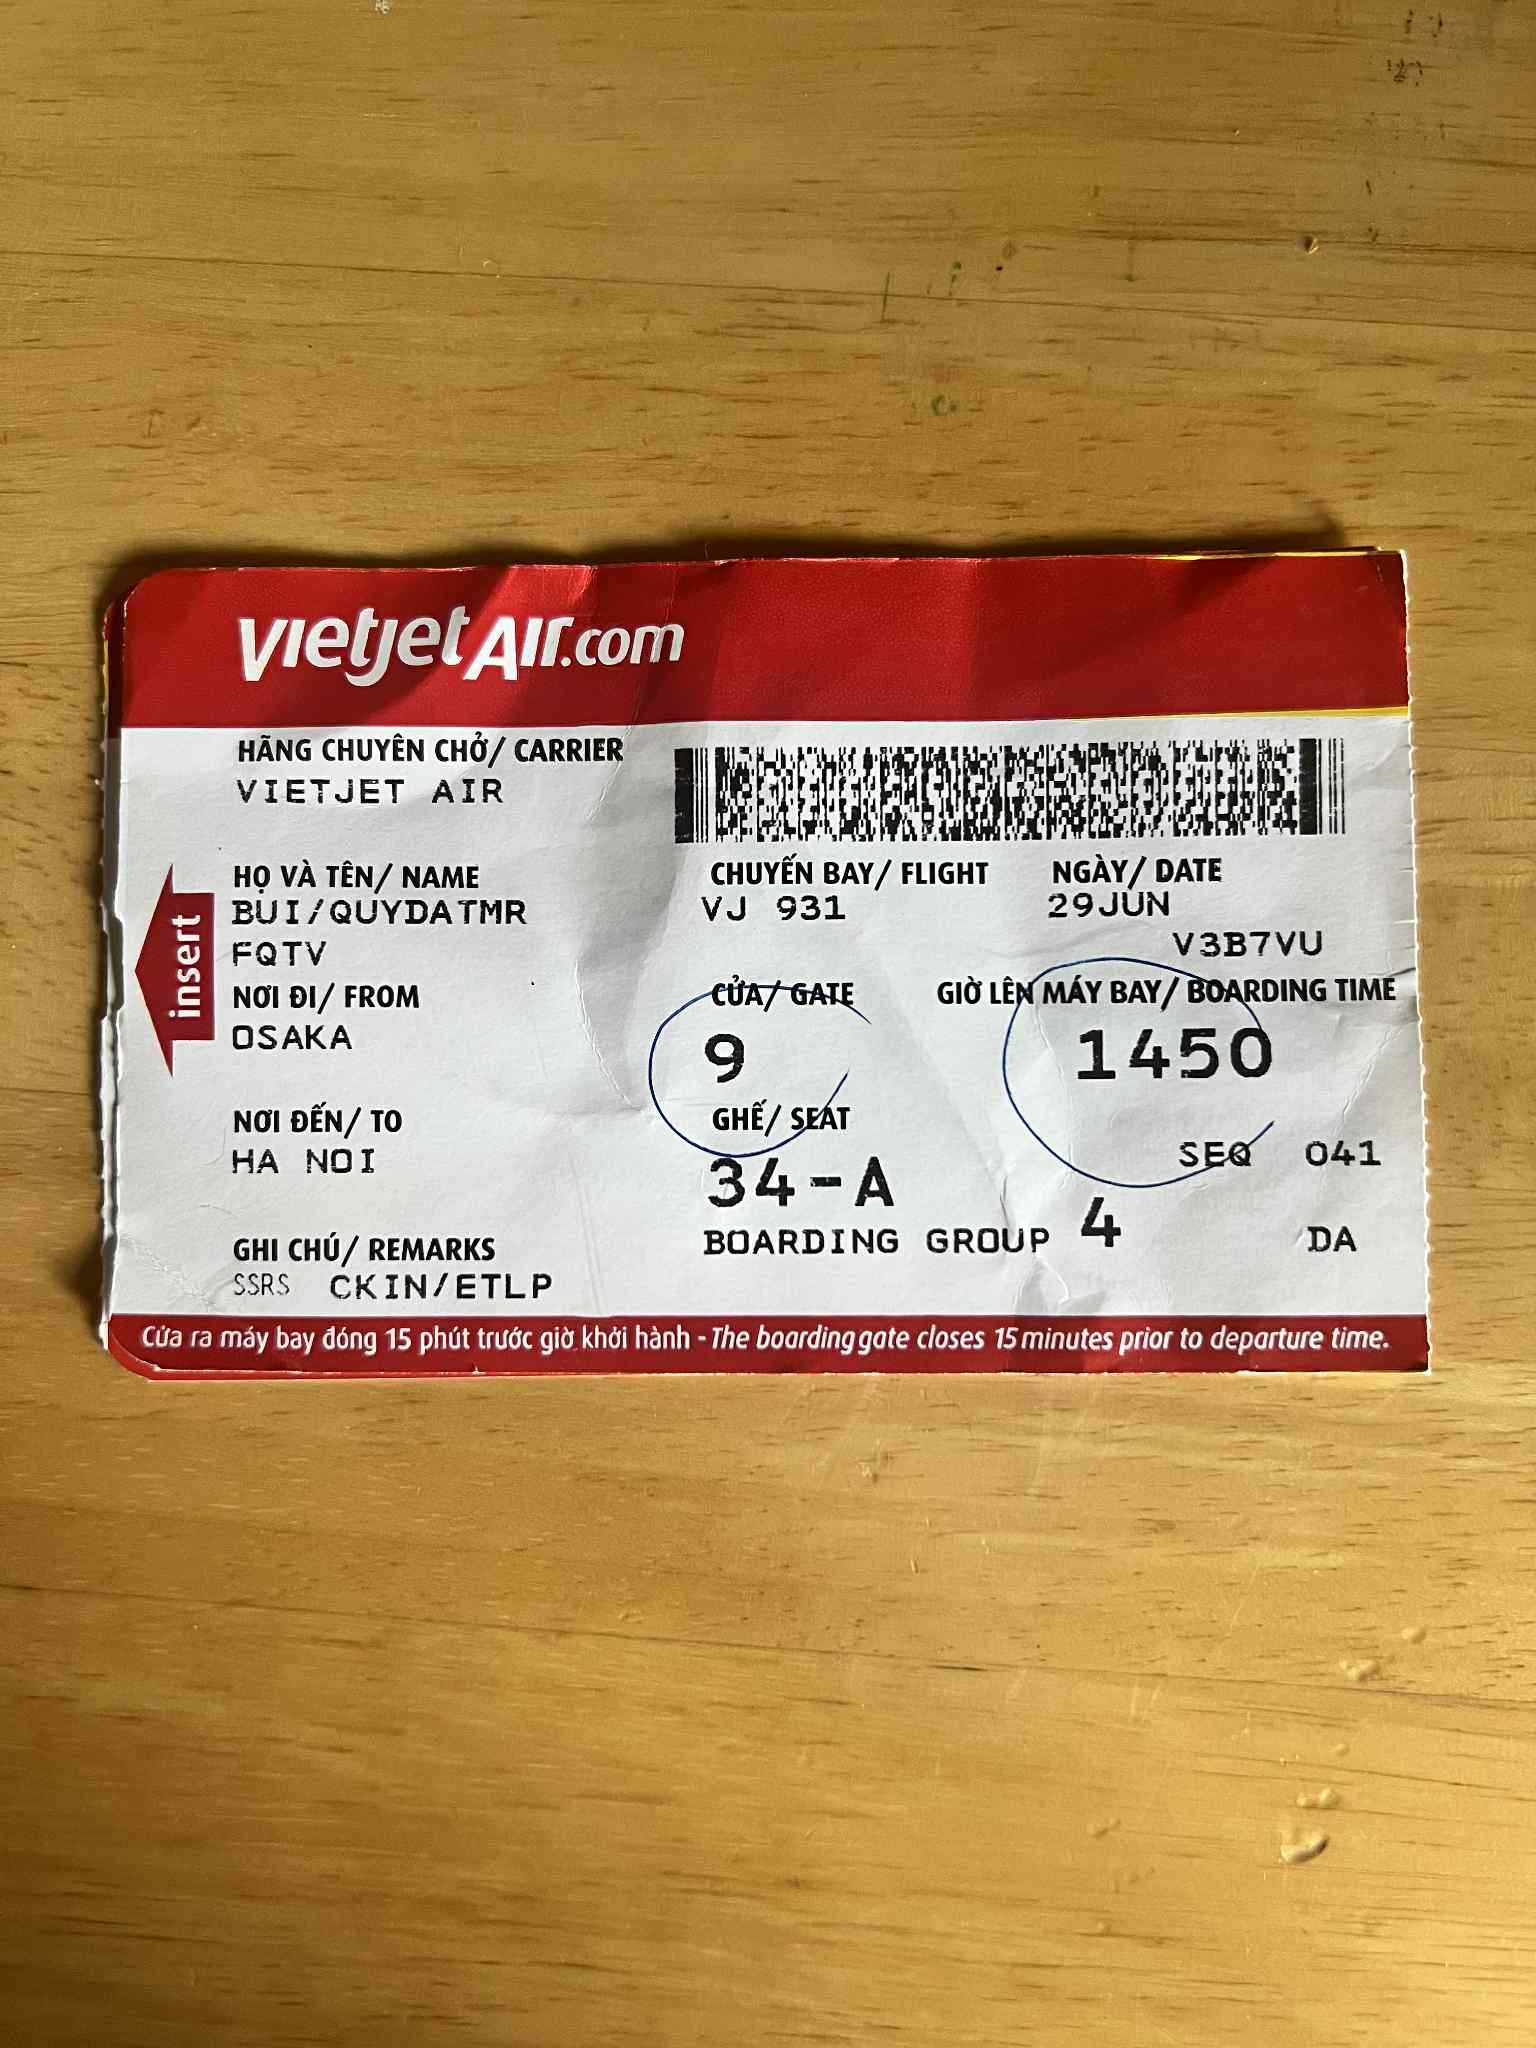 vietjetAir.com
HÃNG CHUYÊN CHỞ/ CARRIER
VIETJET AIR
HỌ VÀ TÊN/ NAME
BUI/QUYDATMR
FQTV
NƠI ĐI/ FROM
OSAKA
NƠI ĐẾN/ TO
HA NOI
GHI CHÚ/ REMARKS
SSRS CKIN/ETLP
insert
CHUYẾN BAY/ FLIGHT
VJ 931
NGÀY/ DATE
29JUN
V3B7VU
CỬA/ GATE
9
GIỜ LÊN MÁY BAY/ BOARDING TIME
1450
GHẾ/ SEAT
34-A
SEQ 041
BOARDING GROUP 4
DA
Cửa ra máy bay đóng 15 phút trước giờ khởi hành - The boarding gate closes 15 minutes prior to departure time.